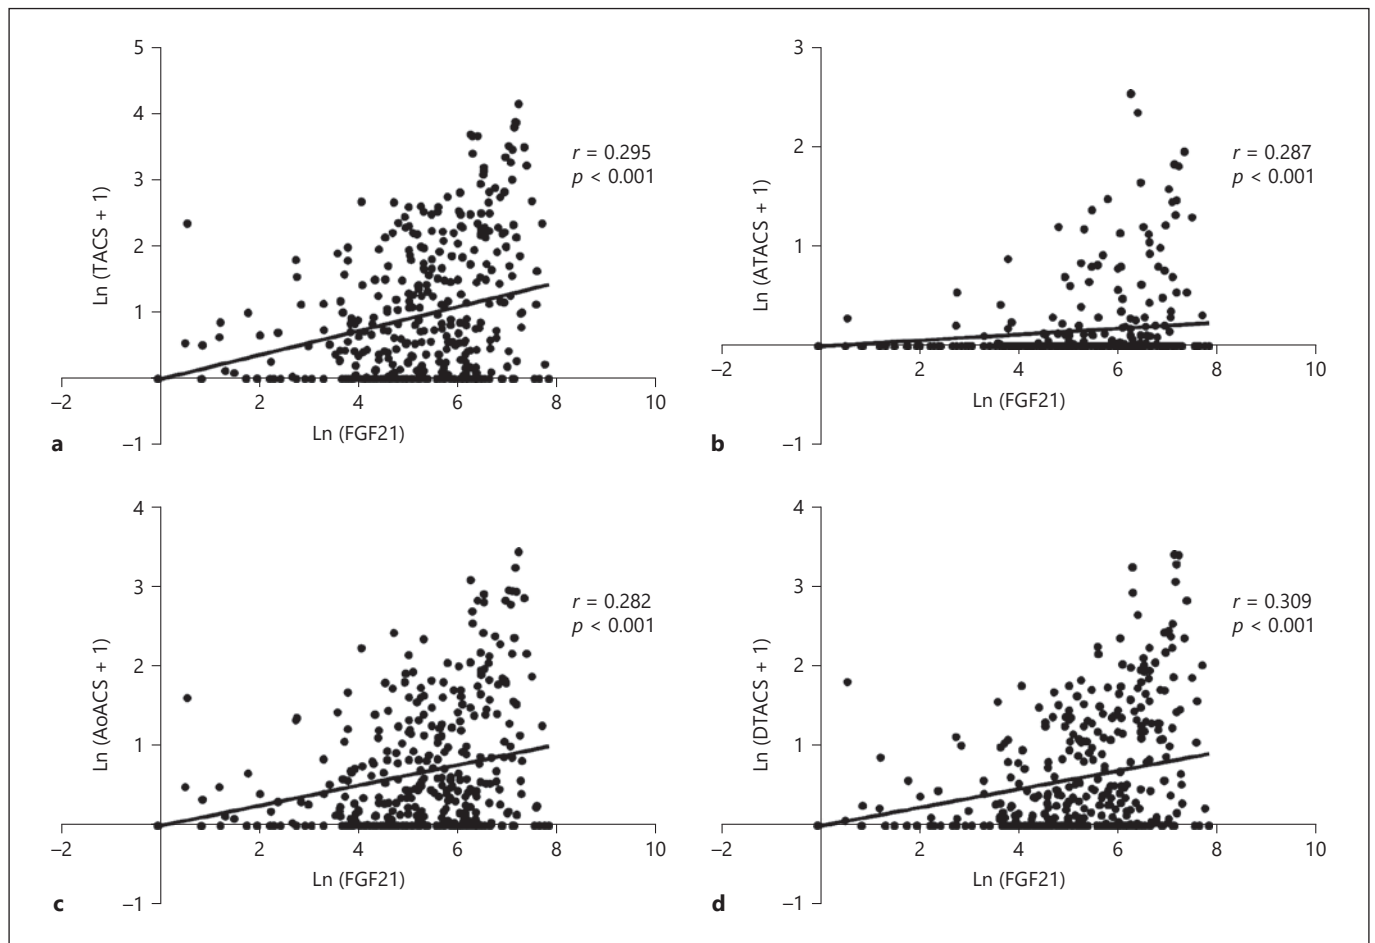 5
4
3
2
1
−1
−2
2
4
6
8
10
Ln (TACS + 1)
Ln (FGF21)
r = 0.295
p < 0.001
a
3
2
1
−1
−2
2
4
6
8
10
Ln (ATACS + 1)
Ln (FGF21)
r = 0.287
p < 0.001
b
4
3
2
1
−1
−2
2
4
6
8
10
Ln (AoACS + 1)
Ln (FGF21)
r = 0.282
p < 0.001
c
4
3
2
1
−1
−2
2
4
6
8
10
Ln (DTACS + 1)
Ln (FGF21)
r = 0.309
p < 0.001
d